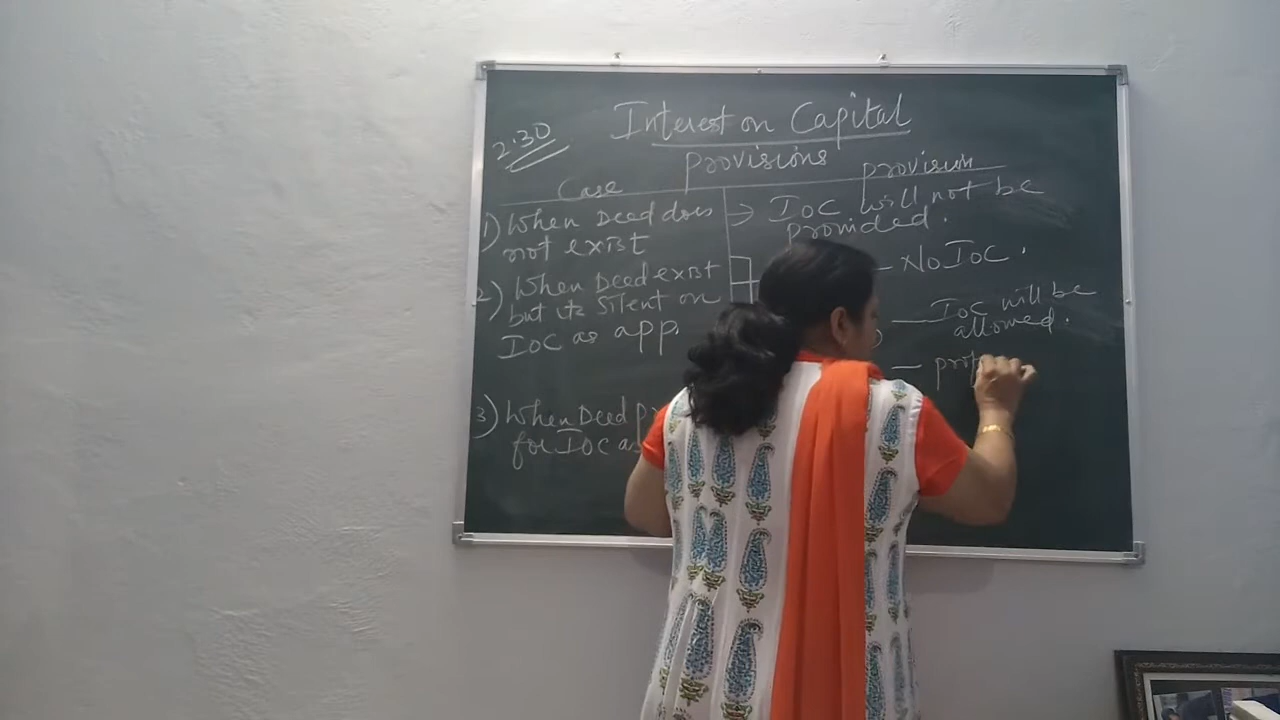 2.30
Interest on Capital
provisions
Case
provision
1) When Deed does
not exist
→ IoC will not be
provided.
2) When Deed exist
but its silent on
IoC as app.
- No IoC.
- IoC will be
allowed.
3) When Deed
for IoC